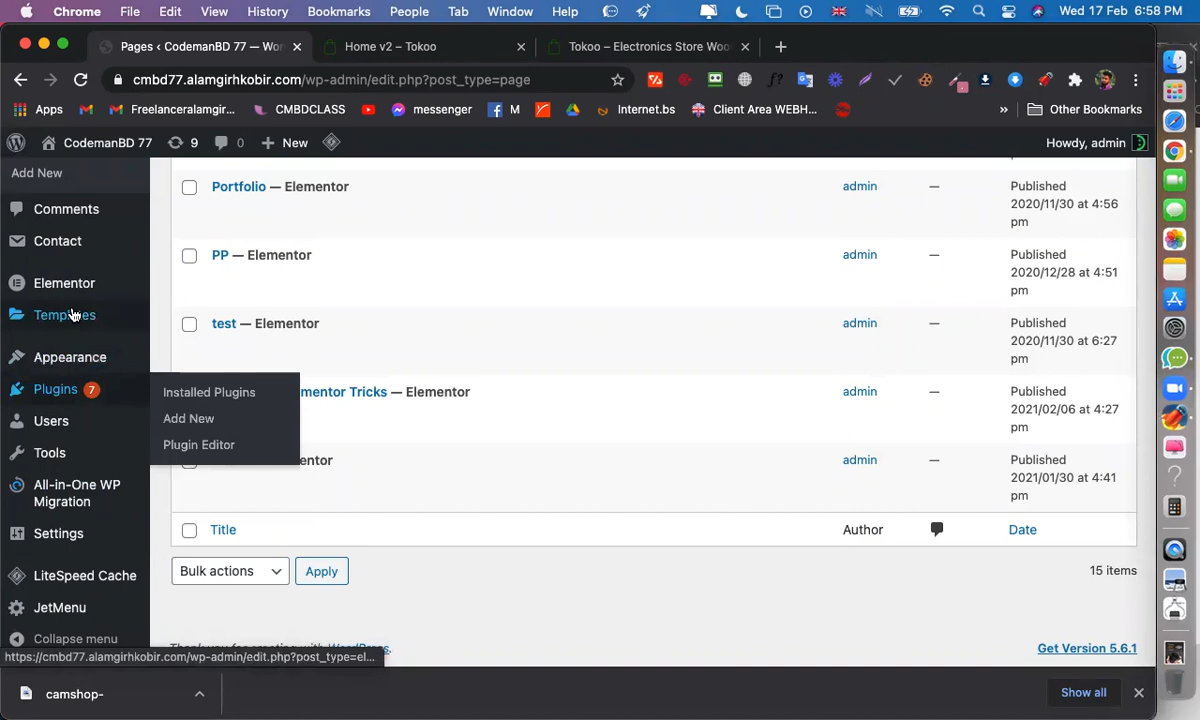 Chrome File Edit View History Bookmarks People Tab Window Help Wed 17 Feb 6:58 PM
Pages ‹ CodemanBD 77 — Wor Home v2 – Tokoo Tokoo – Electronics Store Woo
cmbd77.alamgirhkobir.com/wp-admin/edit.php?post_type=page
Apps Freelanceralamgir... CMBDCLASS messenger M Internet.bs Client Area WEBH... » Other Bookmarks
CodemanBD 77 9 0 New Howdy, admin
Add New
Comments
Contact
Elementor
Templates
Appearance
Plugins 7
Users
Tools
All-in-One WP
Migration
Settings
LiteSpeed Cache
JetMenu
Collapse menu
Installed Plugins
Add New
Plugin Editor
Portfolio — Elementor admin — Published
2020/11/30 at 4:56
pm
PP — Elementor admin — Published
2020/12/28 at 4:51
pm
test — Elementor admin — Published
2020/11/30 at 6:27
pm
mentor Tricks — Elementor admin — Published
2021/02/06 at 4:27
pm
entor admin — Published
2021/01/30 at 4:41
pm
Title Author Date
Bulk actions Apply 15 items
Thank you for creating with WordPress. Get Version 5.6.1
https://cmbd77.alamgirhkobir.com/wp-admin/edit.php?post_type=el...
camshop- Show all